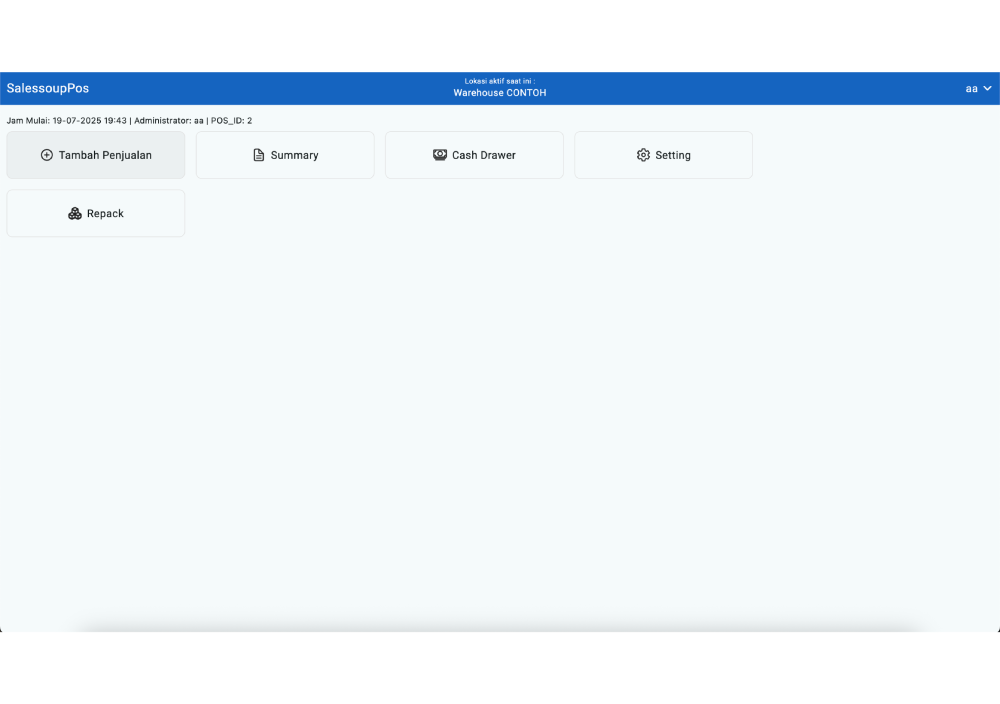 SalessoupPos
Lokasi aktif saat ini :
Warehouse CONTOH
aa
Jam Mulai: 19-07-2025 19:43 | Administrator: aa | POS_ID: 2
Tambah Penjualan
Summary
Cash Drawer
Setting
Repack